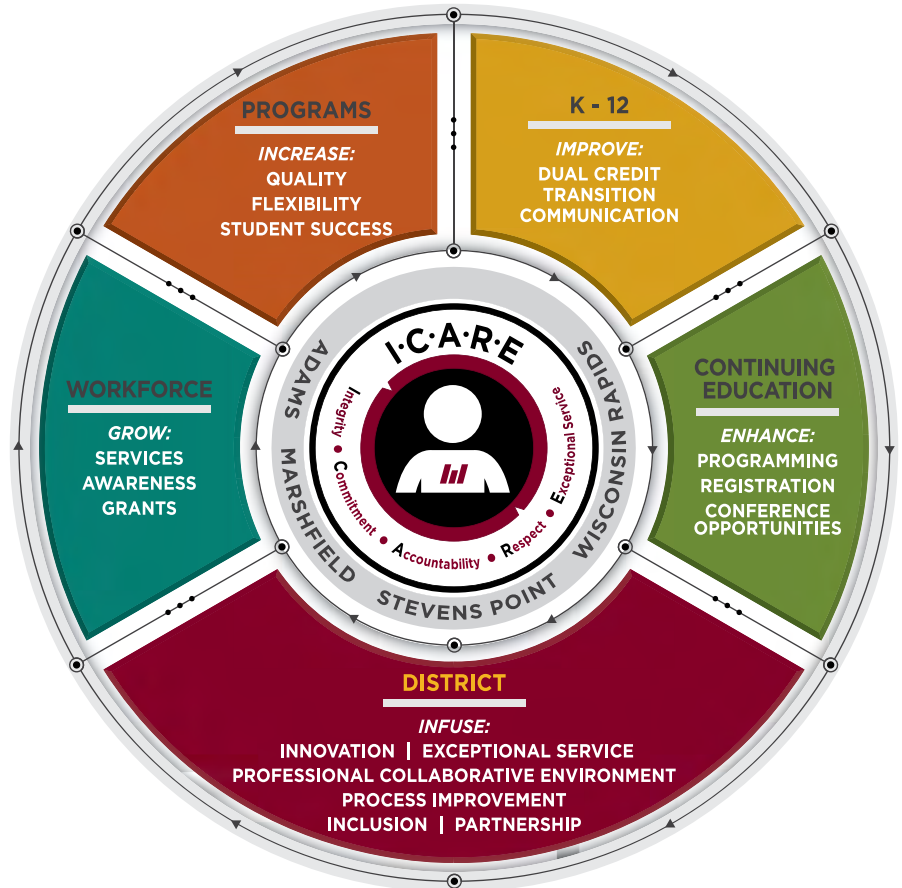 PROGRAMS
INCREASE:
QUALITY
FLEXIBILITY
STUDENT SUCCESS
K - 12
IMPROVE:
DUAL CREDIT
TRANSITION
COMMUNICATION
WORKFORCE
GROW:
SERVICES
AWARENESS
GRANTS
CONTINUING
EDUCATION
ENHANCE:
PROGRAMMING
REGISTRATION
CONFERENCE
OPPORTUNITIES
I·C·A·R·E
Integrity • Commitment • Accountability • Respect • Exceptional Service
ADAMS MARSHFIELD STEVENS POINT WISCONSIN RAPIDS
DISTRICT
INFUSE:
INNOVATION | EXCEPTIONAL SERVICE
PROFESSIONAL COLLABORATIVE ENVIRONMENT
PROCESS IMPROVEMENT
INCLUSION | PARTNERSHIP